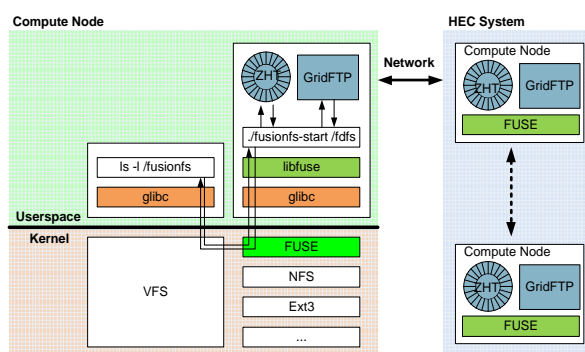 Compute Node
HEC System
ZHT
GridFTP
Network
./fusionfs-start /fdfs
ls -l /fusionfs
libfuse
glibc
glibc
Userspace
Kernel
VFS
FUSE
NFS
Ext3
...
Compute Node
ZHT
GridFTP
FUSE
Compute Node
ZHT
GridFTP
FUSE